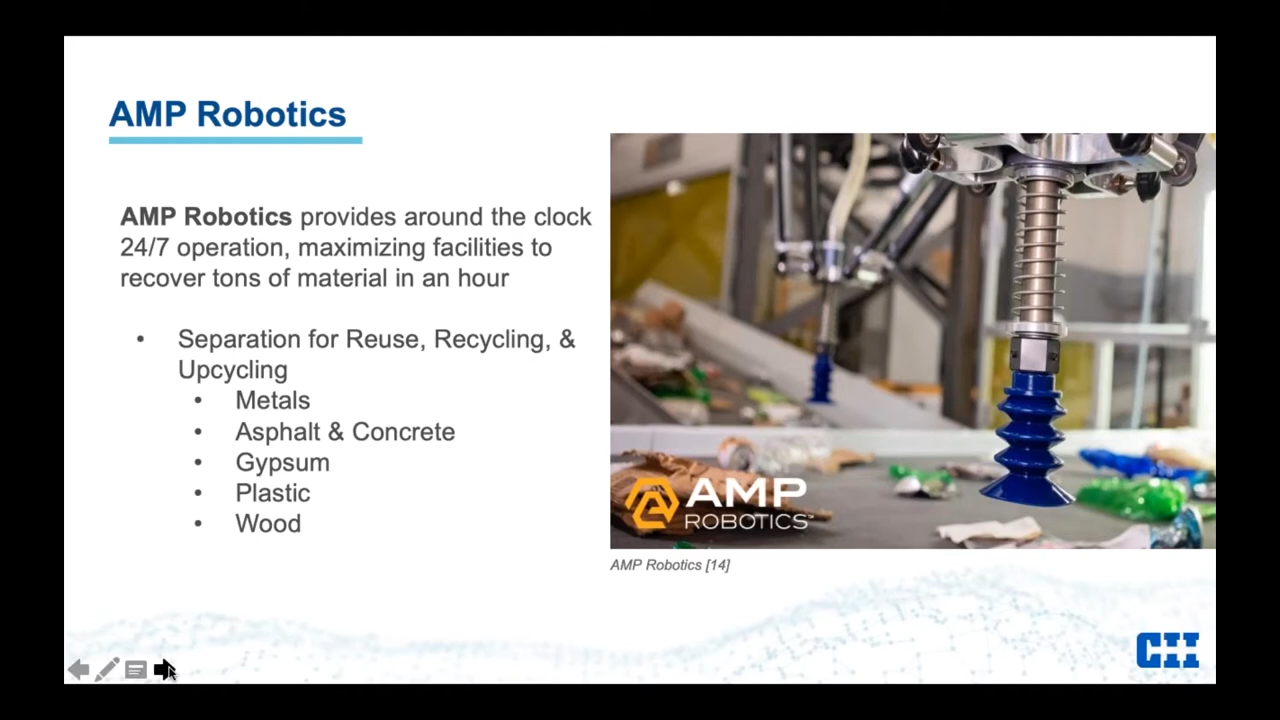 AMP Robotics
AMP Robotics provides around the clock
24/7 operation, maximizing facilities to
recover tons of material in an hour
• Separation for Reuse, Recycling, &
Upcycling
• Metals
• Asphalt & Concrete
• Gypsum
• Plastic
• Wood
AMP
ROBOTICS™
AMP Robotics [14]
CII